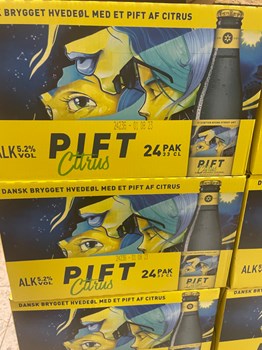 DANSK BRYGGET HVEDEØL MED ET PIFT AF CITRUS
ALK 5.2% VOL
PIFT
Citrus
24 PAK
33 CL
PIFT
DANSK BRYGGET HVEDEØL MED ET PIFT AF CITRUS
ALK 5.2% VOL
PIFT
Citrus
24 PAK
33 CL
PIFT
DANSK BRYGGET HVEDEØL MED ET PIFT AF CITRUS